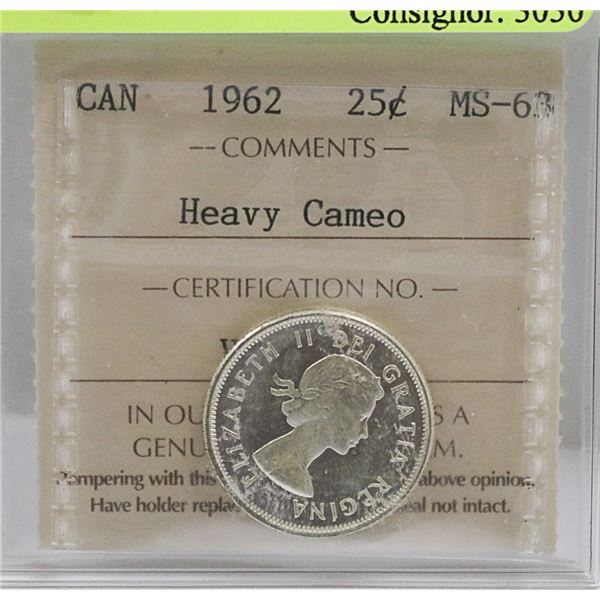 Consignor: 3030
CAN 1962 25¢ MS-63
-- COMMENTS --
Heavy Cameo
— CERTIFICATION NO. —
IN OU S A
GENU M.
Tampering with this above opinion.
Have holder repla eal not intact.
ELIZABETH II DEI GRATIA REGINA